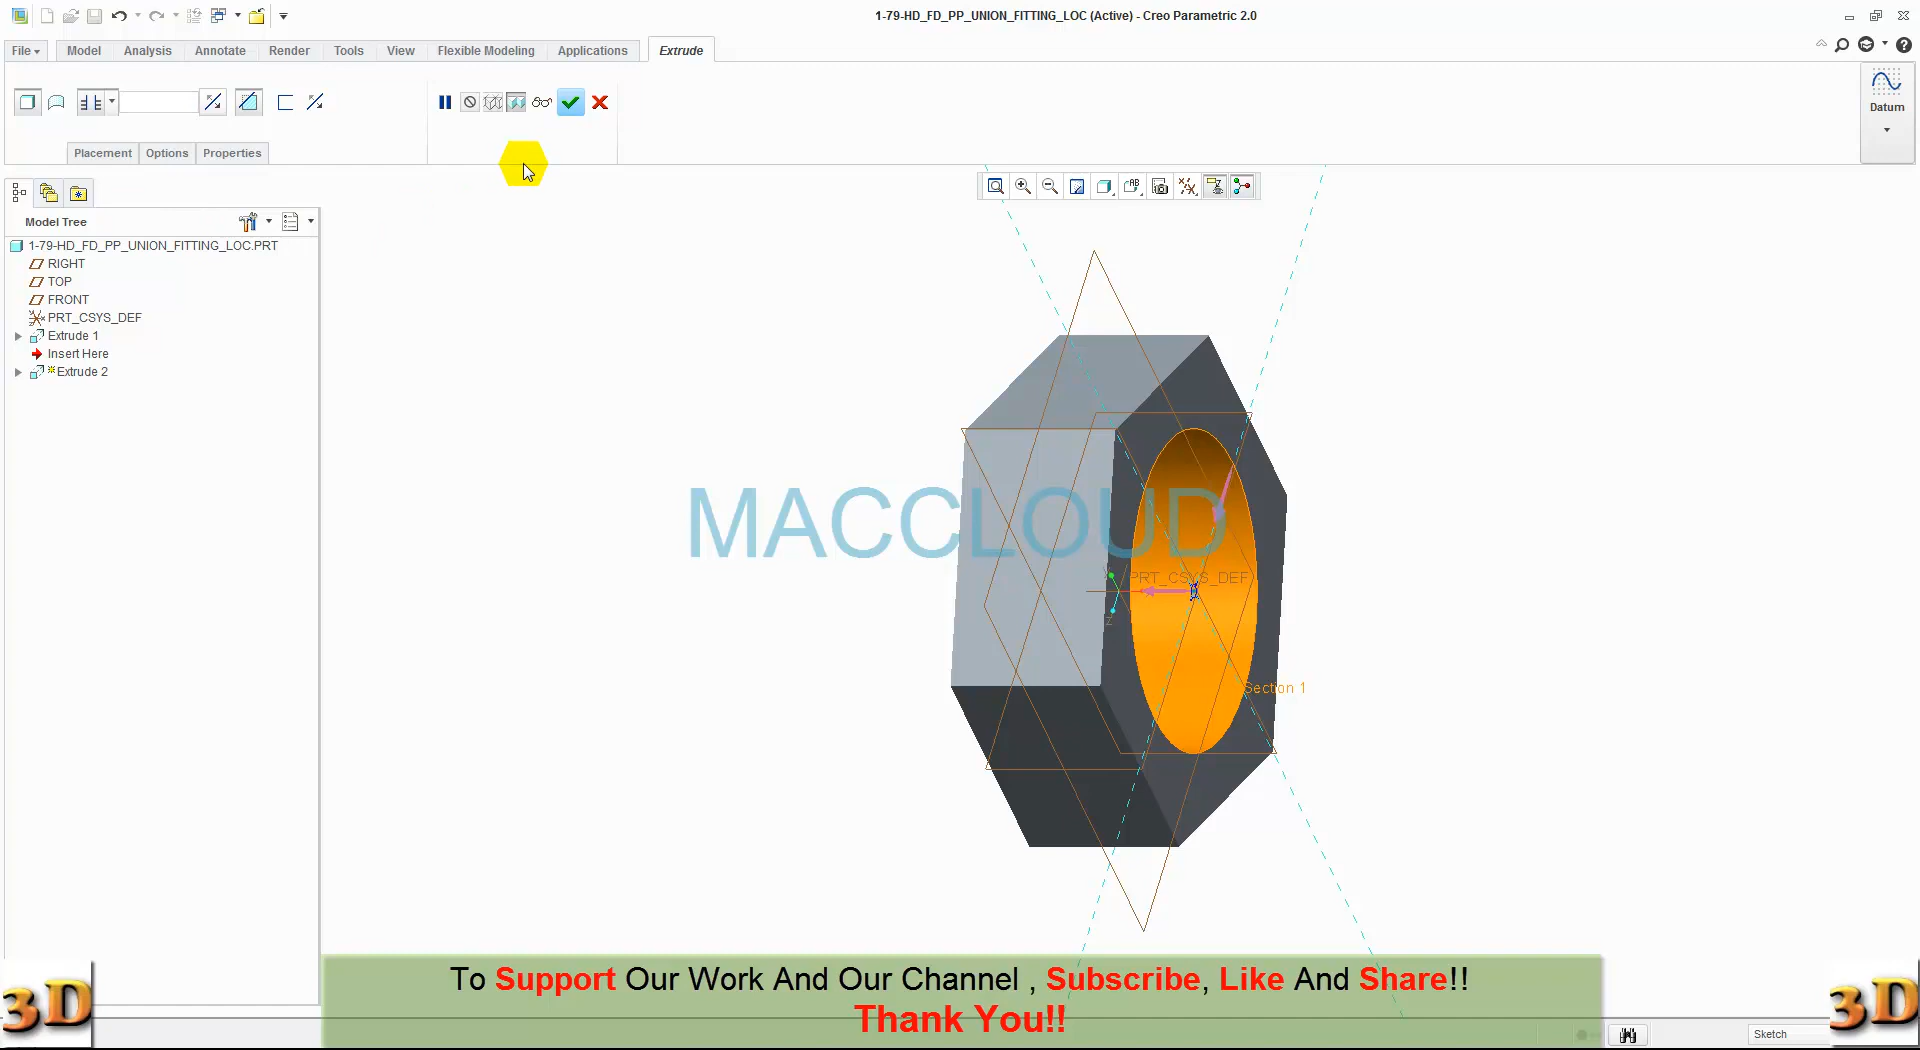 1-79-HD_FD_PP_UNION_FITTING_LOC (Active) - Creo Parametric 2.0
File Model Analysis Annotate Render Tools View Flexible Modeling Applications Extrude
Datum
Placement Options Properties
Model Tree
1-79-HD_FD_PP_UNION_FITTING_LOC.PRT
RIGHT
TOP
FRONT
PRT_CSYS_DEF
Extrude 1
Insert Here
Extrude 2
MACCLOUD
PRT_CSYS_DEF
Z
Section 1
To Support Our Work And Our Channel , Subscribe, Like And Share!!
Thank You!!
3D
3D
Sketch